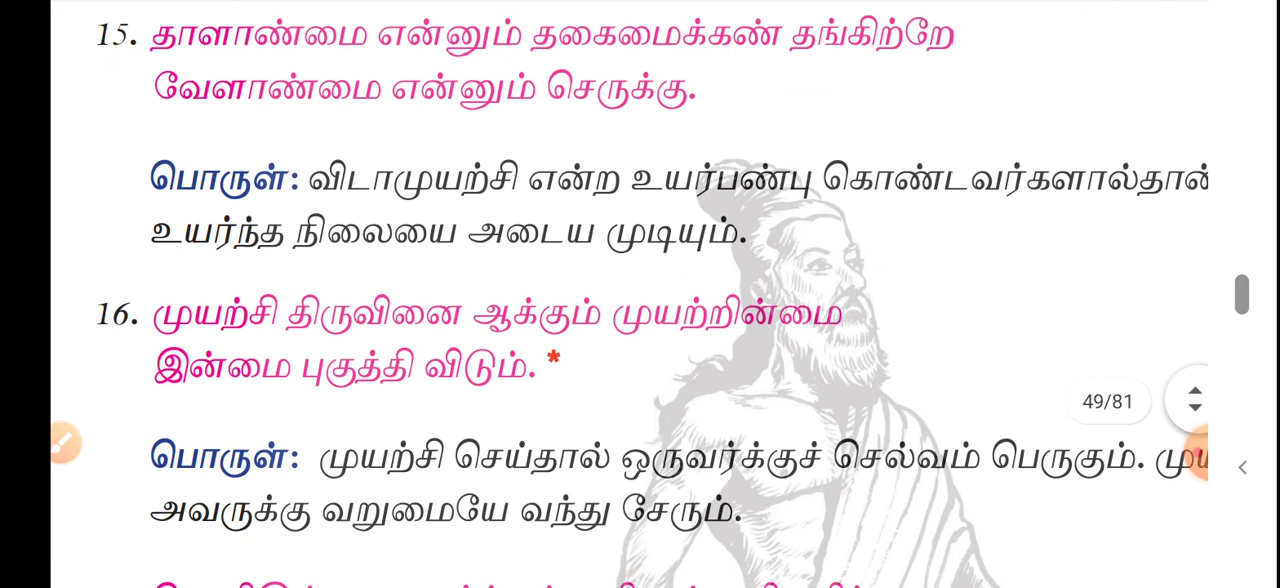 15. தாளாண்மை என்னும் தகைமைக்கண் தங்கிற்றே
வேளாண்மை என்னும் செருக்கு.
பொருள்: விடாமுயற்சி என்ற உயர்பண்பு கொண்டவர்களால்தான்
உயர்ந்த நிலையை அடைய முடியும்.
16. முயற்சி திருவினை ஆக்கும் முயற்றின்மை
இன்மை புகுத்தி விடும். *
49/81
பொருள்: முயற்சி செய்தால் ஒருவர்க்குச் செல்வம் பெருகும்.
அவருக்கு வறுமையே வந்து சேரும்.